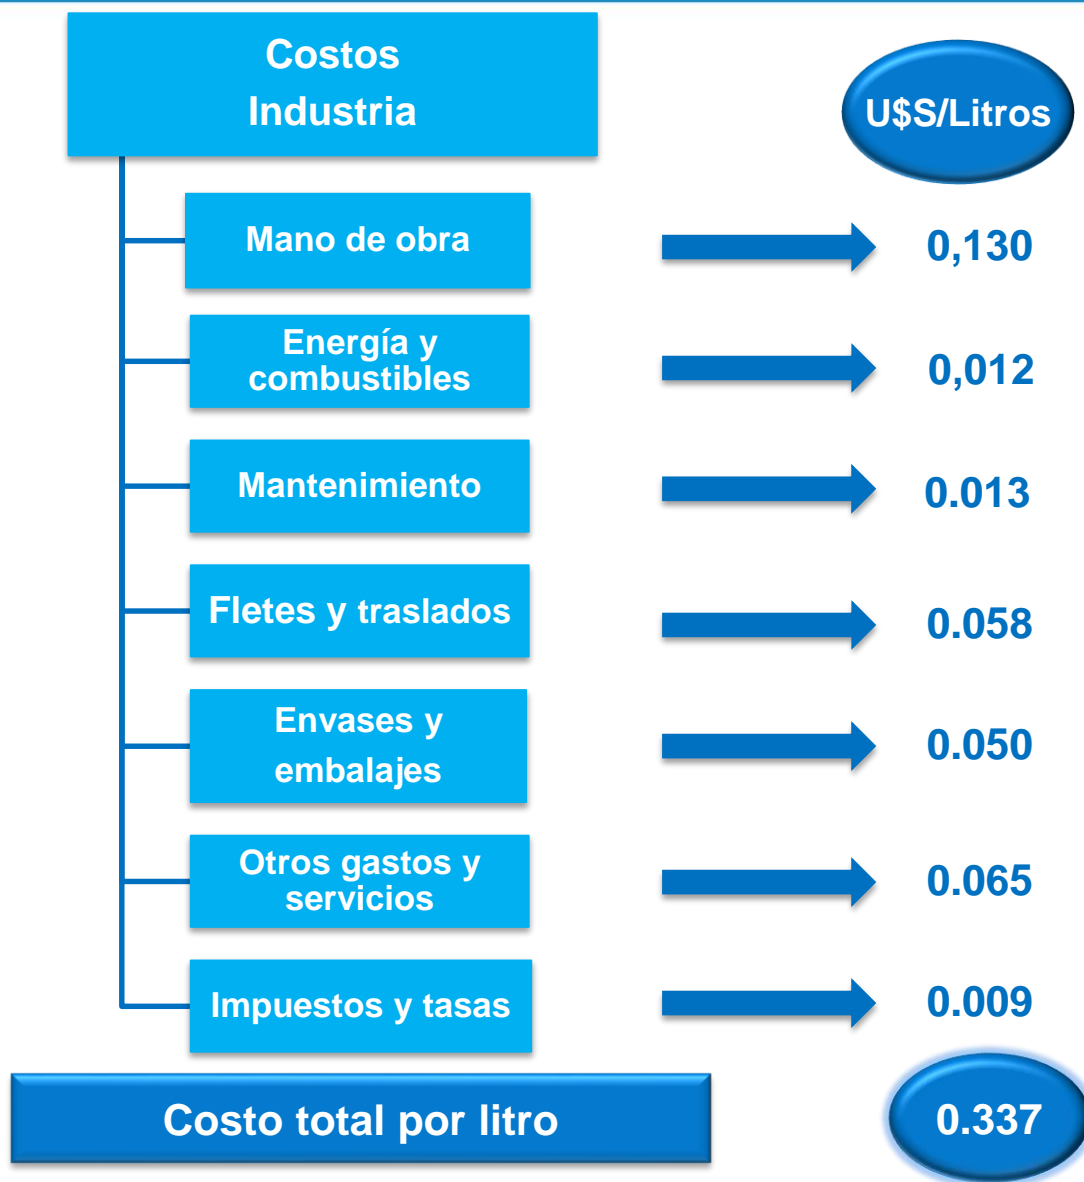 Costos
Industria
U$S/Litros
Mano de obra
0,130
Energía y
combustibles
0,012
Mantenimiento
0.013
Fletes y traslados
0.058
Envases y
embalajes
0.050
Otros gastos y
servicios
0.065
Impuestos y tasas
0.009
Costo total por litro
0.337